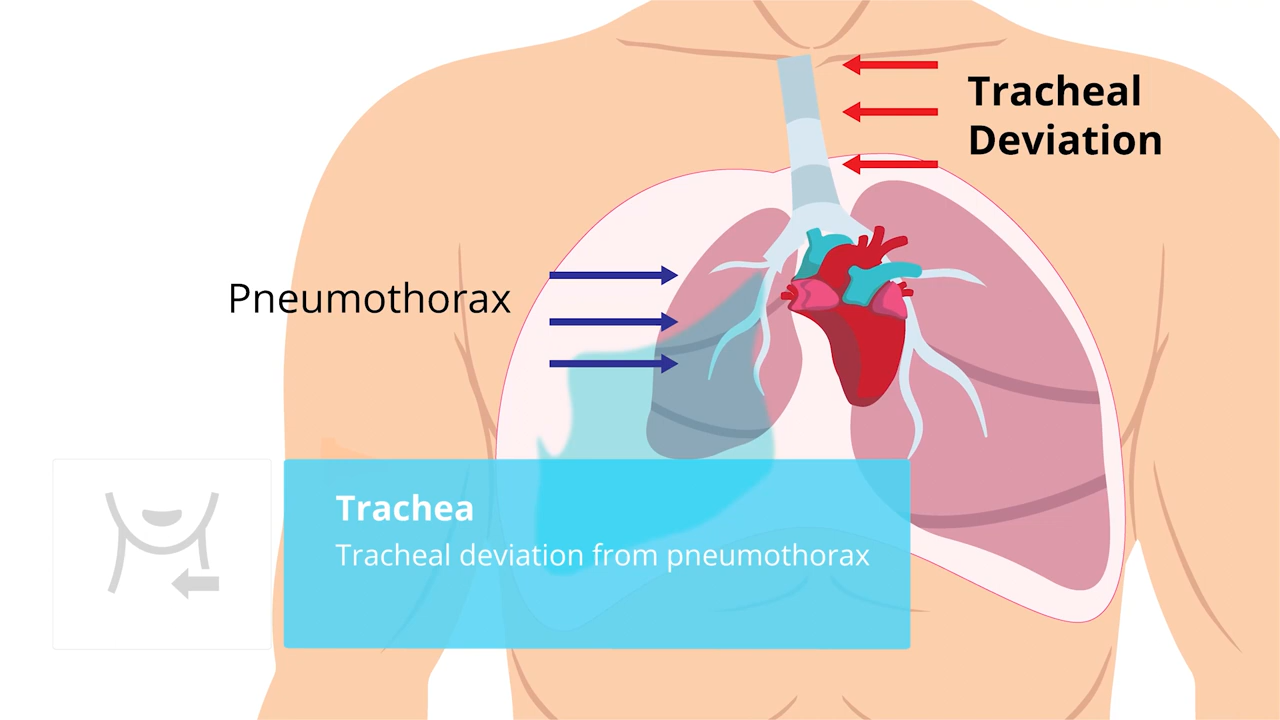 Tracheal
Deviation
Pneumothorax
Trachea
Tracheal deviation from pneumothorax